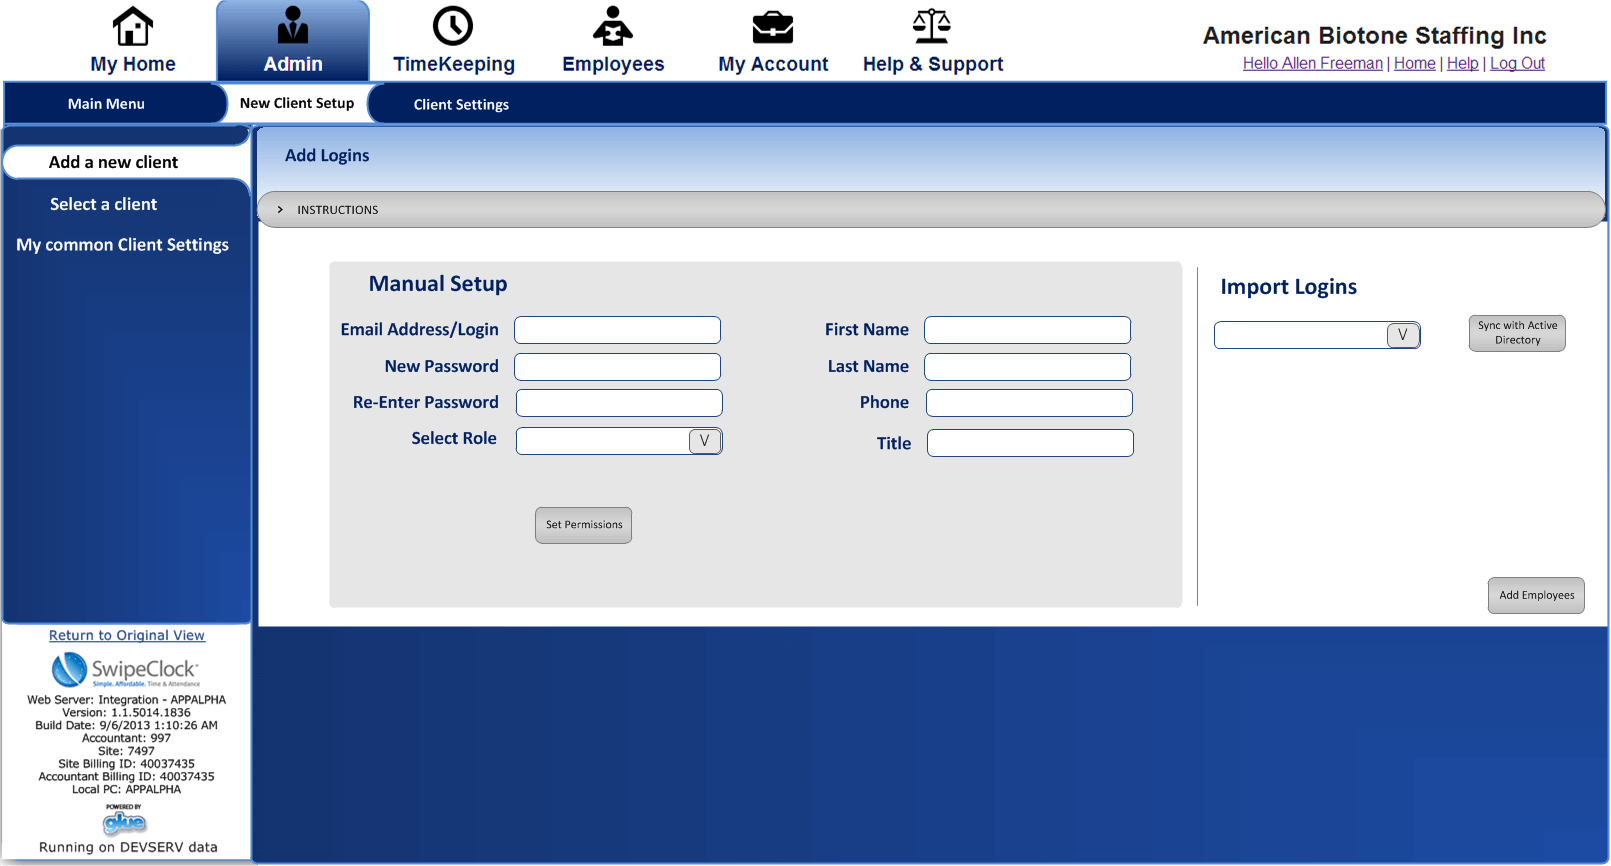 My Home
Admin
TimeKeeping
Employees
My Account
Help & Support
American Biotone Staffing Inc
Hello Allen Freeman | Home | Help | Log Out
Main Menu
New Client Setup
Client Settings
Add a new client
Select a client
My common Client Settings
Add Logins
> INSTRUCTIONS
Manual Setup
Email Address/Login
New Password
Re-Enter Password
Select Role
V
First Name
Last Name
Phone
Title
Set Permissions
Import Logins
V
Sync with Active
Directory
Add Employees
Return to Original View
SwipeClock
Simple. Affordable. Time & Attendance
Web Server: Integration - APPALPHA
Version: 1.1.5014.1836
Build Date: 9/6/2013 1:10:26 AM
Accountant: 997
Site: 7497
Site Billing ID: 40037435
Accountant Billing ID: 40037435
Local PC: APPALPHA
POWERED BY
glue
Running on DEVSERV data